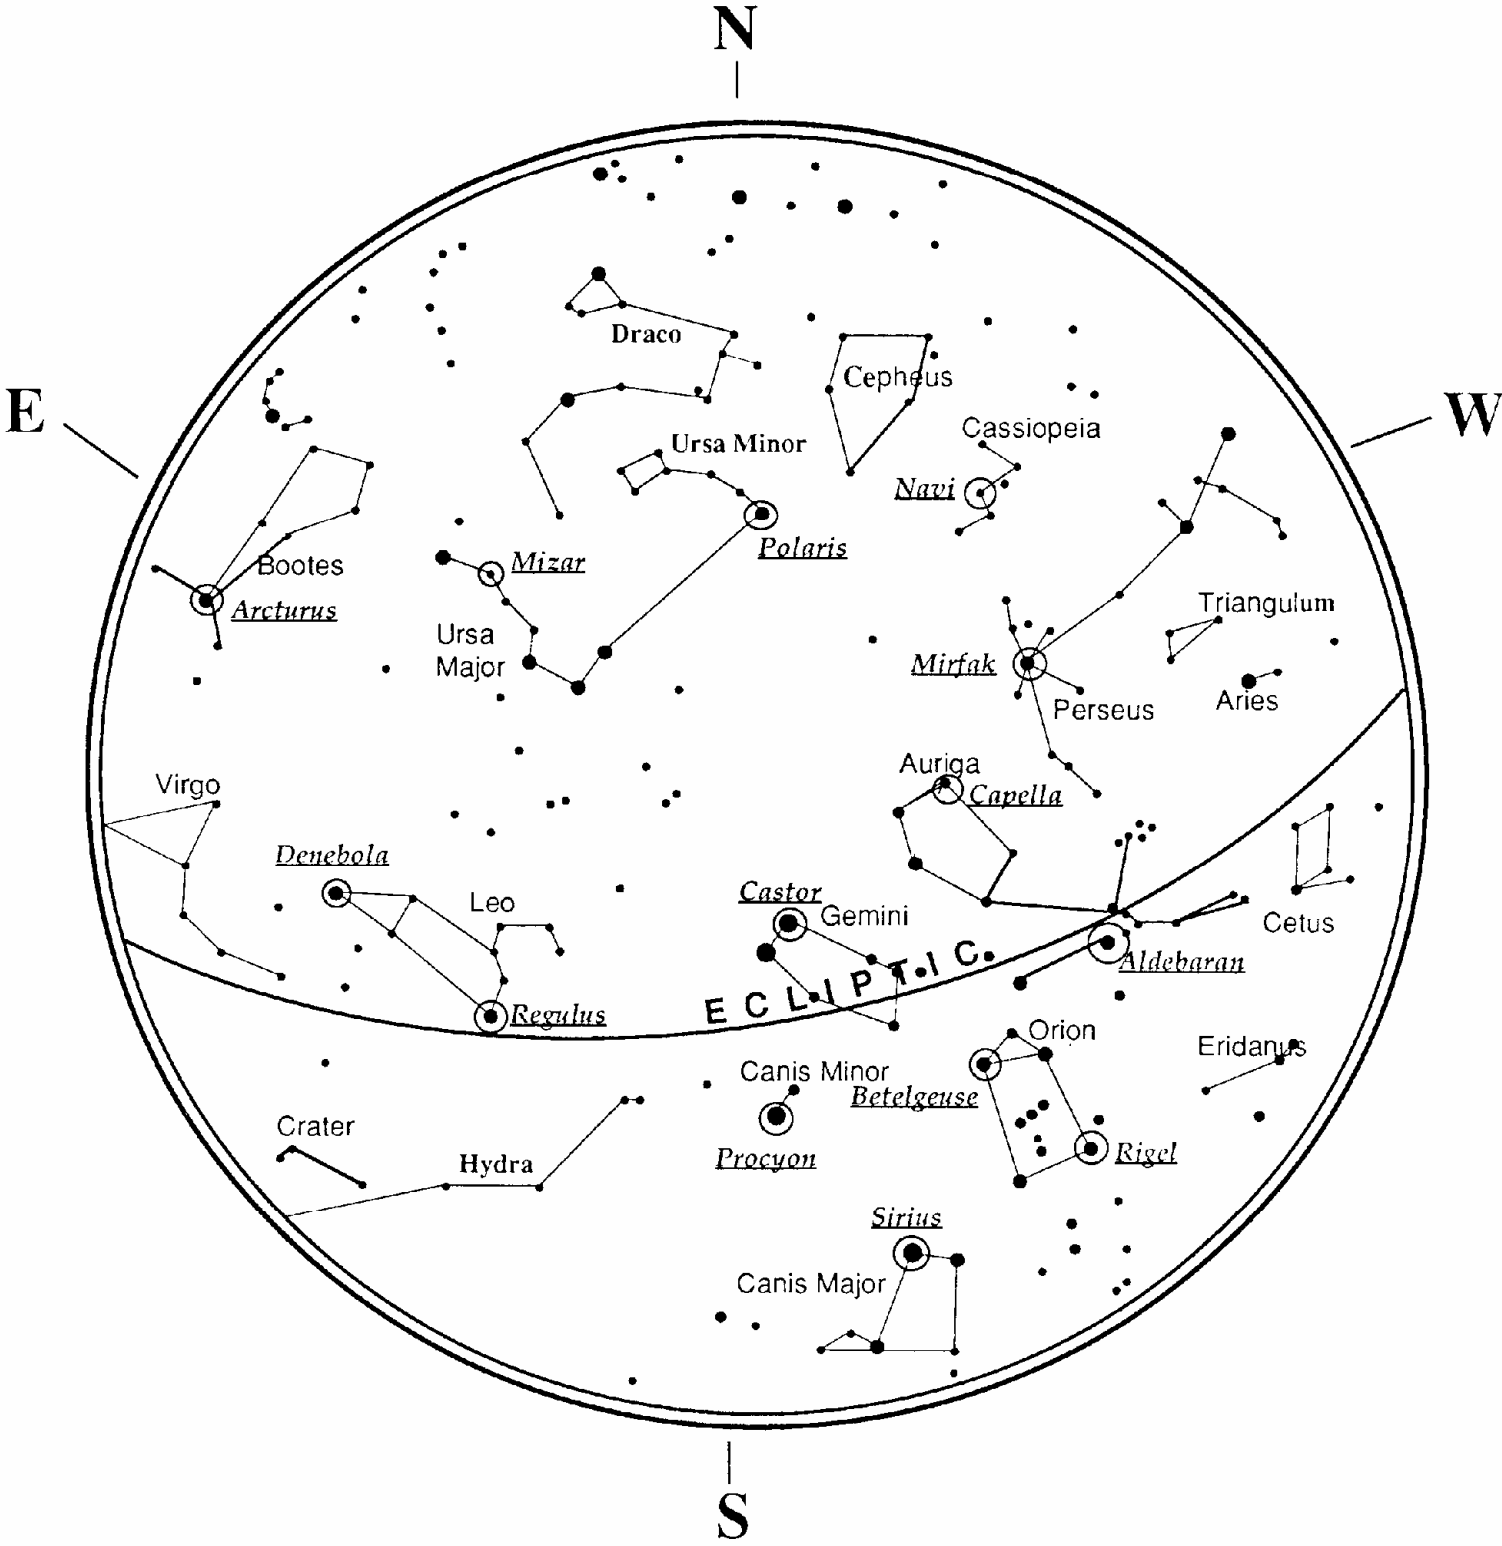 N
Draco
Cepheus
E
W
Cassiopeia
Ursa Minor
Navi
Polaris
Mizar
Bootes
Arcturus
Triangulum
Ursa
Major
Mirfak
Aries
Perseus
Auriga
Capella
Virgo
Denebola
Castor
Leo
Gemini
Cetus
ECLIPTIC
Aldebaran
Regulus
Orion
Eridanus
Canis Minor
Betelgeuse
Crater
Rigel
Procyon
Hydra
Sirius
Canis Major
S